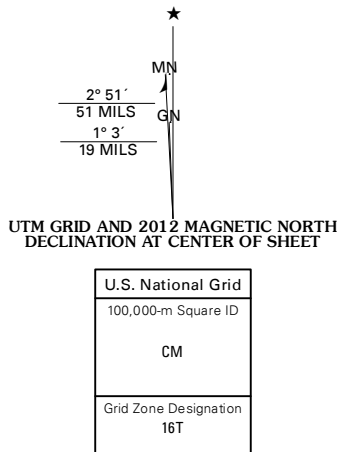 ★
MN
2° 51´
51 MILS
GN
1° 3´
19 MILS
UTM GRID AND 2012 MAGNETIC NORTH
DECLINATION AT CENTER OF SHEET
U.S. National Grid
100,000-m Square ID
CM
Grid Zone Designation
16T